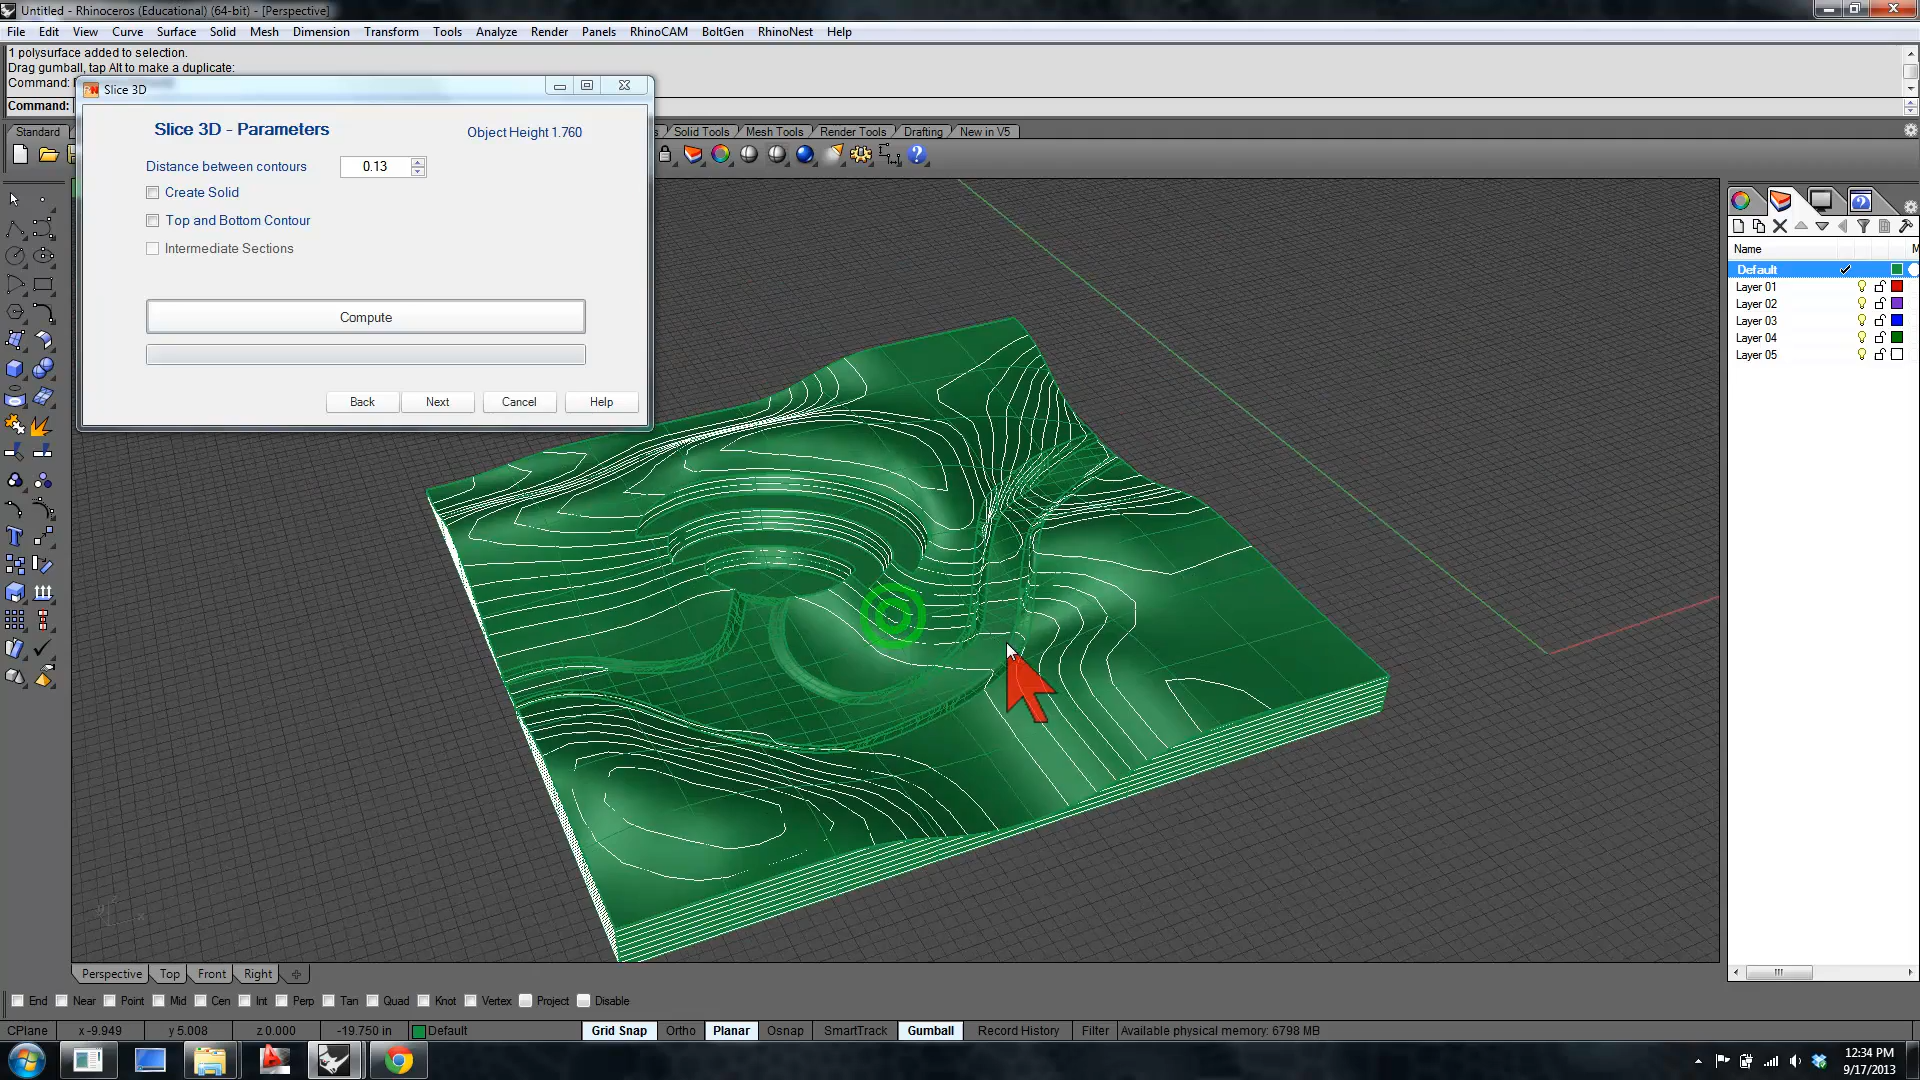 Untitled - Rhinoceros (Educational) (64-bit) - [Perspective]
File Edit View Curve Surface Solid Mesh Dimension Transform Tools Analyze Render Panels RhinoCAM BoltGen RhinoNest Help
1 polysurface added to selection.
Drag gumball, tap Alt to make a duplicate:
Command:
Command:
Slice 3D
Slice 3D - Parameters
Object Height 1.760
Distance between contours 0.13
Create Solid
Top and Bottom Contour
Intermediate Sections
Compute
Back Next Cancel Help
Standard
Solid Tools Mesh Tools Render Tools Drafting New in V5
Name
Default
Layer 01
Layer 02
Layer 03
Layer 04
Layer 05
Perspective Top Front Right
End Near Point Mid Cen Int Perp Tan Quad Knot Vertex Project Disable
CPlane x -9.949 y 5.008 z 0.000 -19.750 in Default Grid Snap Ortho Planar Osnap SmartTrack Gumball Record History Filter Available physical memory: 6798 MB
12:34 PM
9/17/2013